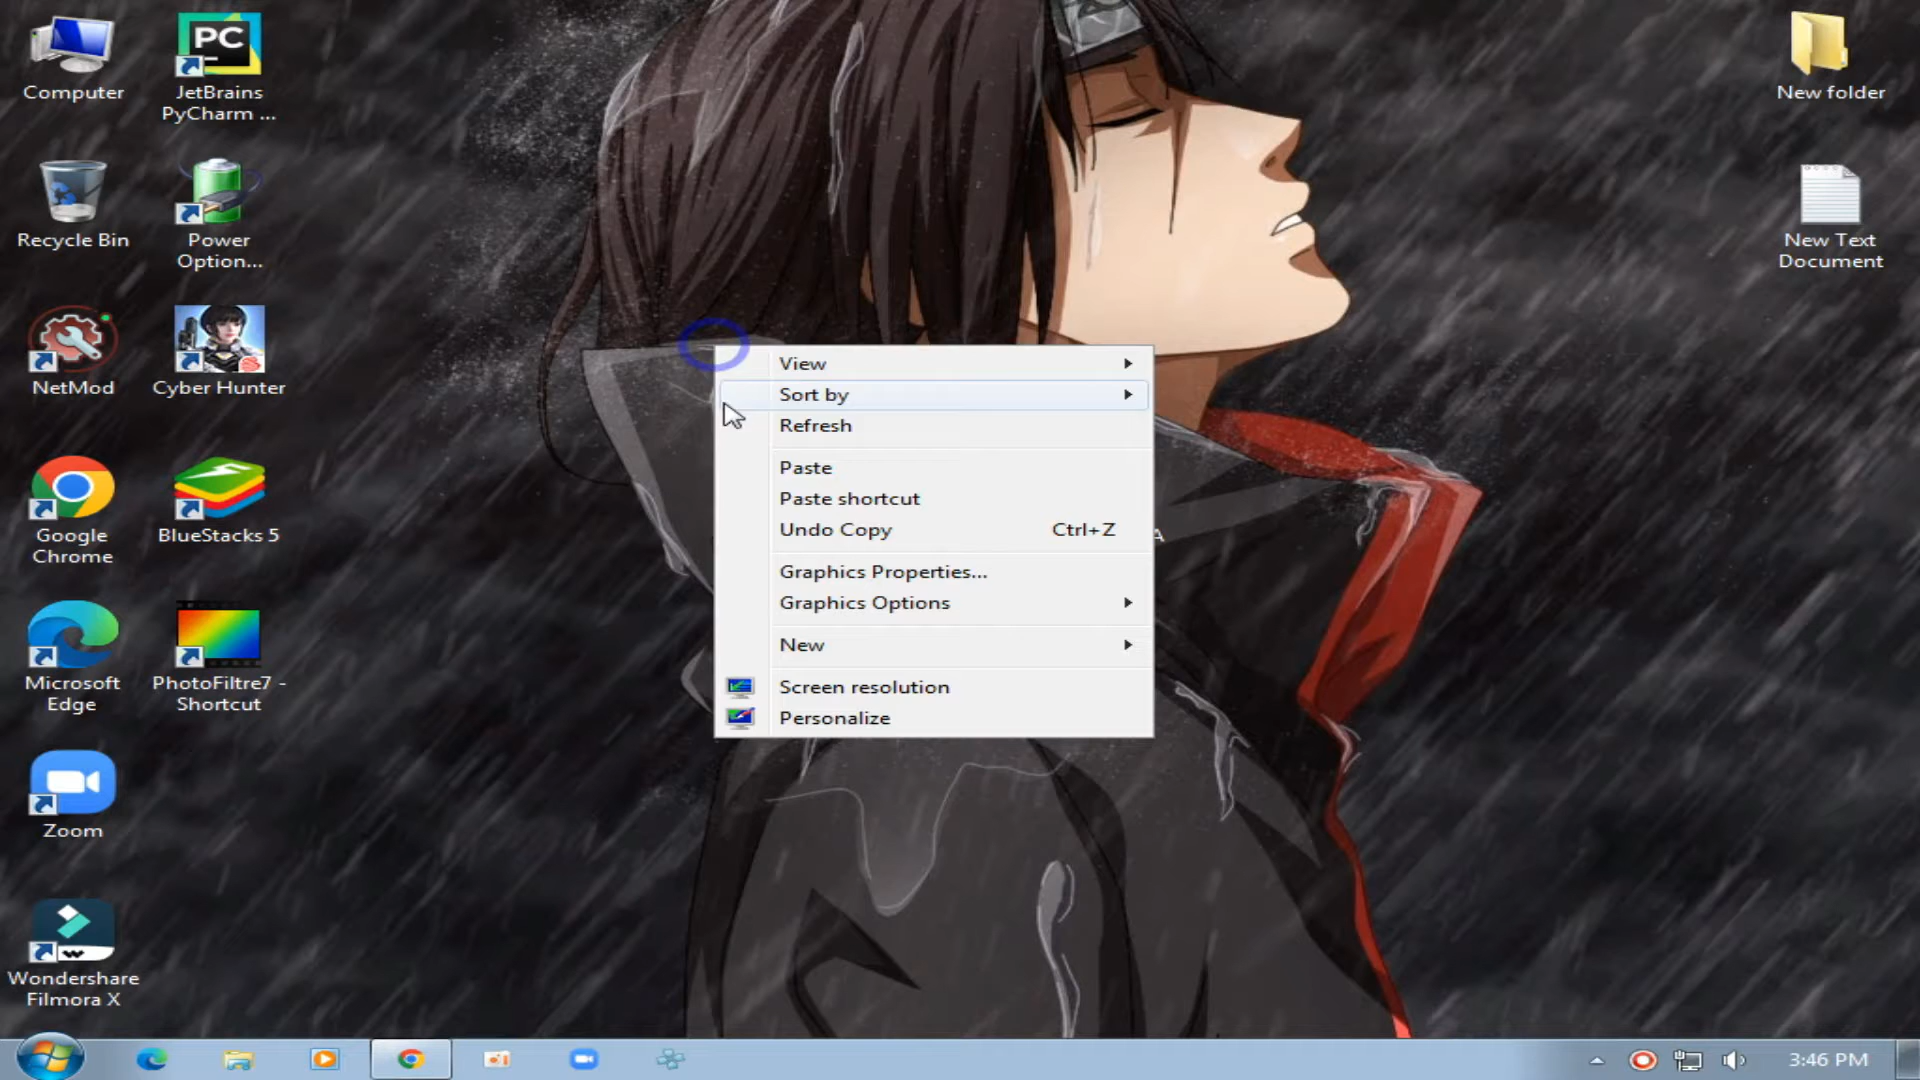 Computer
JetBrains
PyCharm ...
PC
Recycle Bin
Power
Option...
NetMod
Cyber Hunter
Google
Chrome
BlueStacks 5
Microsoft
Edge
PhotoFiltre7 -
Shortcut
Zoom
Wondershare
Filmora X
View
Sort by
Refresh
Paste
Paste shortcut
Undo Copy Ctrl+Z
Graphics Properties...
Graphics Options
New
Screen resolution
Personalize
A
New folder
New Text
Document
3:46 PM